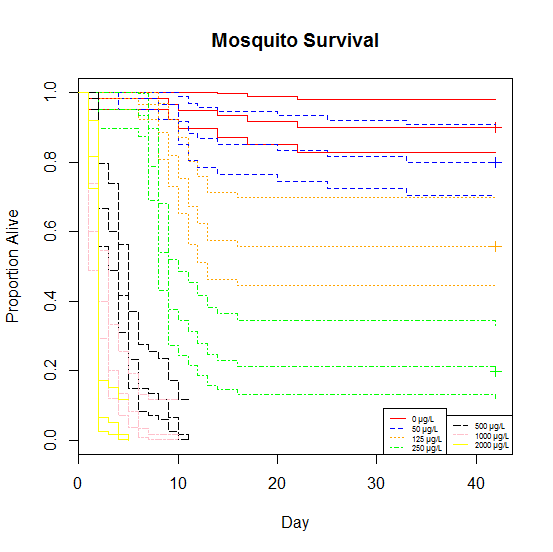 Mosquito Survival
Proportion Alive
1.0
0.8
0.6
0.4
0.2
0.0
0 µg/L
50 µg/L
125 µg/L
250 µg/L
500 µg/L
1000 µg/L
2000 µg/L
0
10
20
30
40
Day